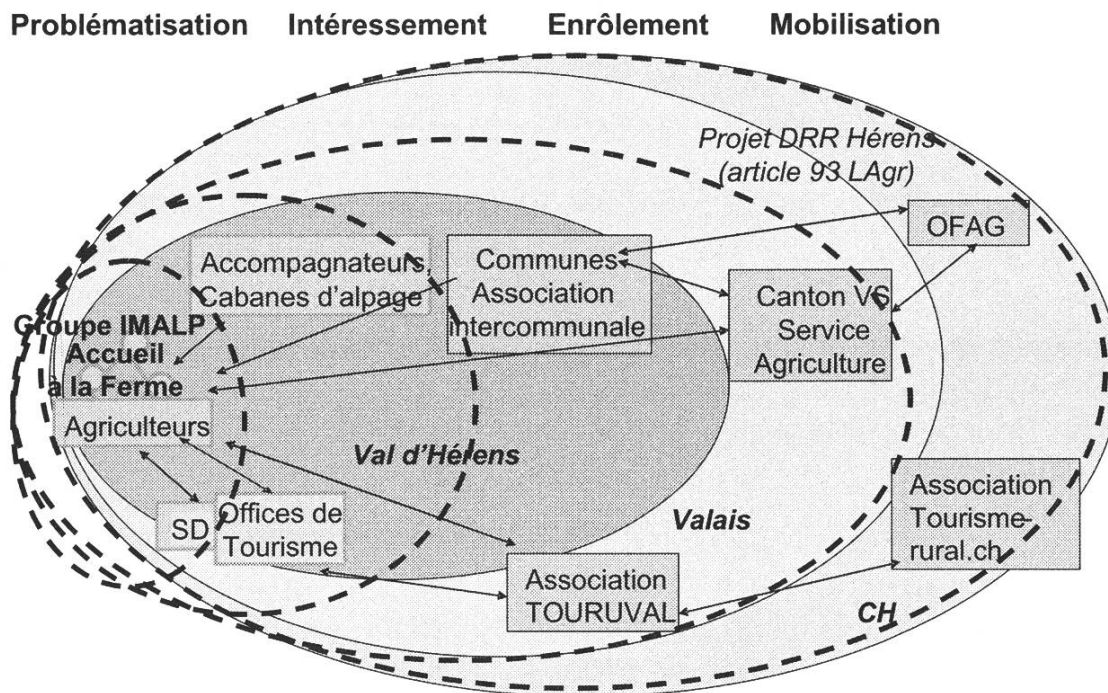 Problématisation Intéressement Enrôlement Mobilisation
Projet DRR Hérens
(article 93 LAgr)
OFAG
Accompagnateurs,
Cabanes d'alpage
Communes
Association
intercommunale
Canton VS
Service
Agriculture
Groupe IMALP
Accueil
à la Ferme
Agriculteurs
Val d'Hérens
SD
Offices de
Tourisme
Valais
Association
Tourisme-
rural.ch
Association
TOURUVAL
CH